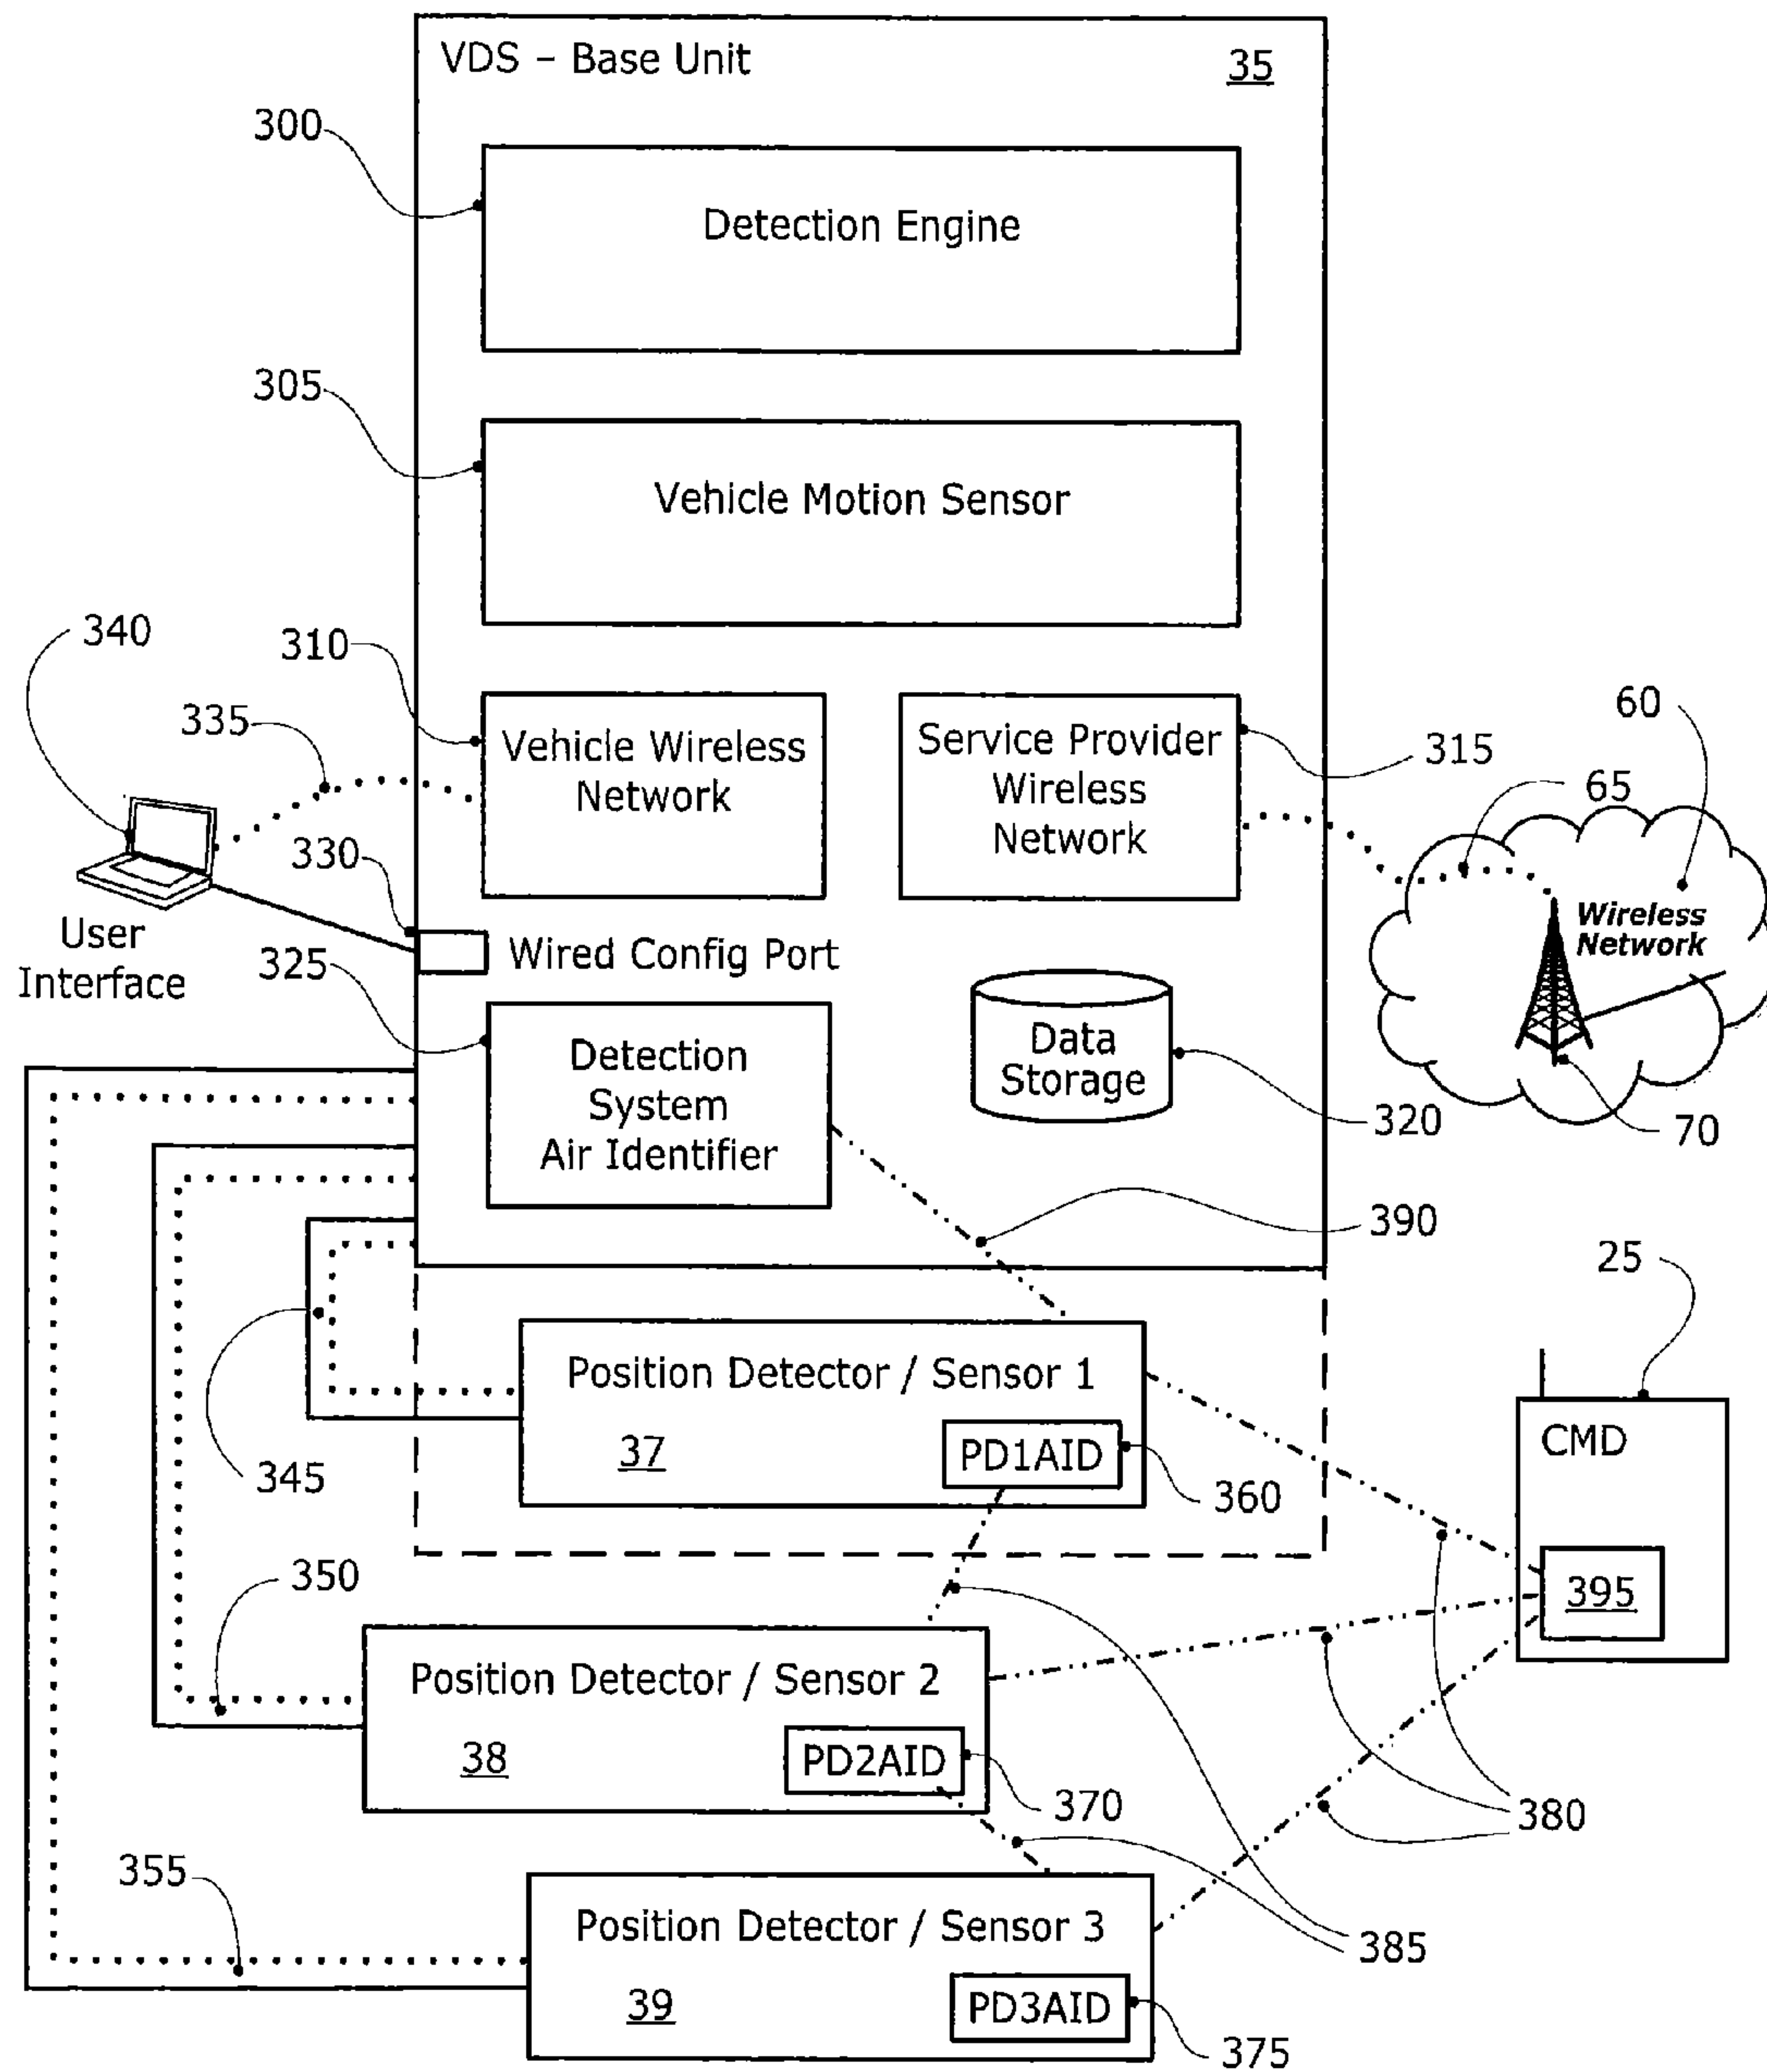 VDS – Base Unit
35
300
Detection Engine
305
Vehicle Motion Sensor
340
310
335
Vehicle Wireless
Network
Service Provider
Wireless
Network
315
60
65
330
User
Interface
Wired Config Port
Wireless
Network
325
Detection
System
Air Identifier
Data
Storage
320
70
390
25
345
Position Detector / Sensor 1
37
PD1AID
360
CMD
395
350
Position Detector / Sensor 2
38
PD2AID
370
380
355
Position Detector / Sensor 3
39
PD3AID
385
375